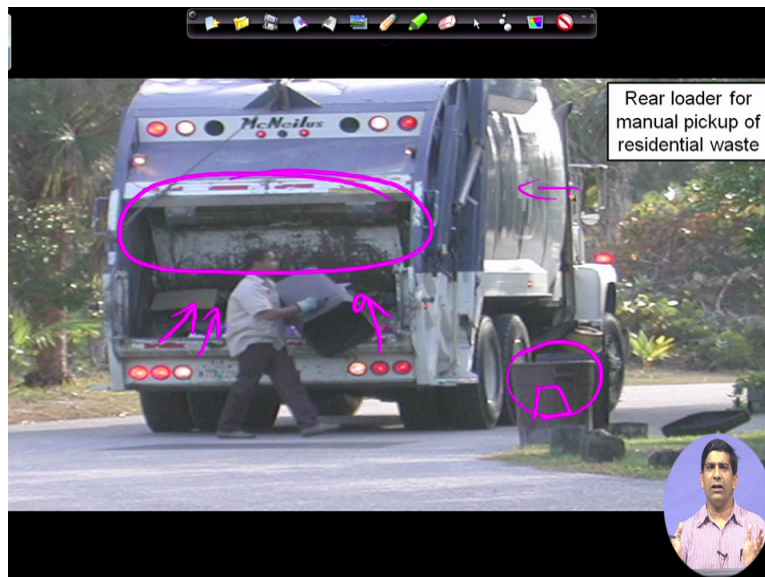 Rear loader for
manual pickup of
residential waste
McNeilus